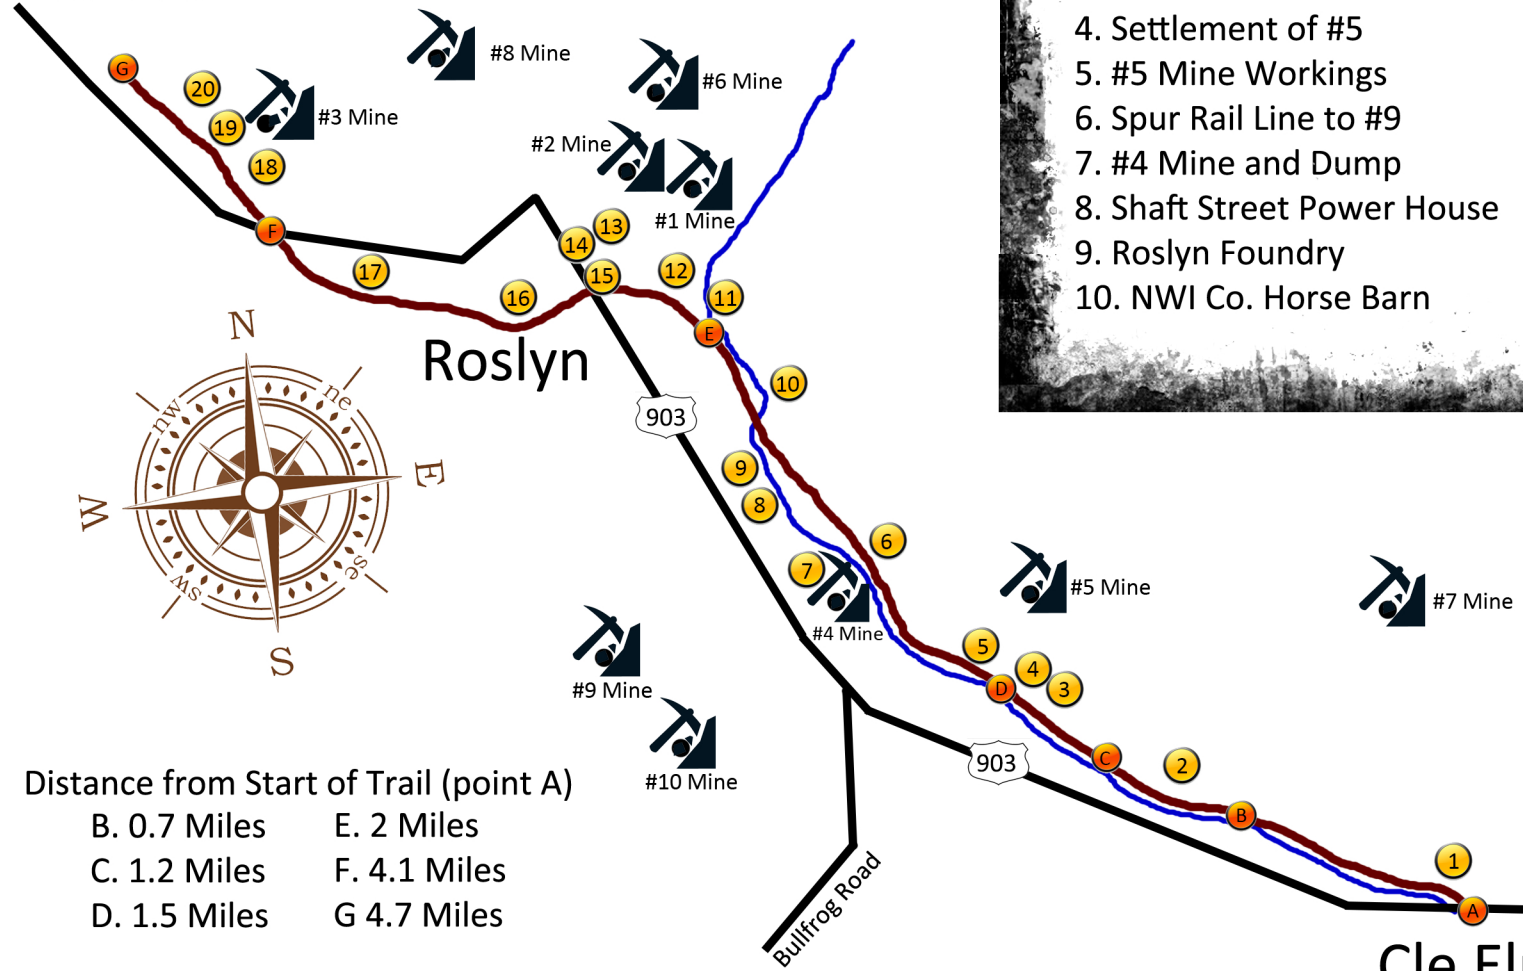 4. Settlement of #5
5. #5 Mine Workings
6. Spur Rail Line to #9
7. #4 Mine and Dump
8. Shaft Street Power House
9. Roslyn Foundry
10. NWI Co. Horse Barn
#8 Mine
#6 Mine
#3 Mine
#2 Mine
#1 Mine
G
20
19
18
F
17
16
15
14
13
12
11
E
10
Roslyn
903
9
8
7
6
#4 Mine
#5 Mine
#7 Mine
#9 Mine
#10 Mine
5
4
3
D
C
2
B
1
A
903
N
ne
E
se
S
sw
W
nw
Bullfrog Road
Distance from Start of Trail (point A)
B. 0.7 Miles E. 2 Miles
C. 1.2 Miles F. 4.1 Miles
D. 1.5 Miles G 4.7 Miles
Cle